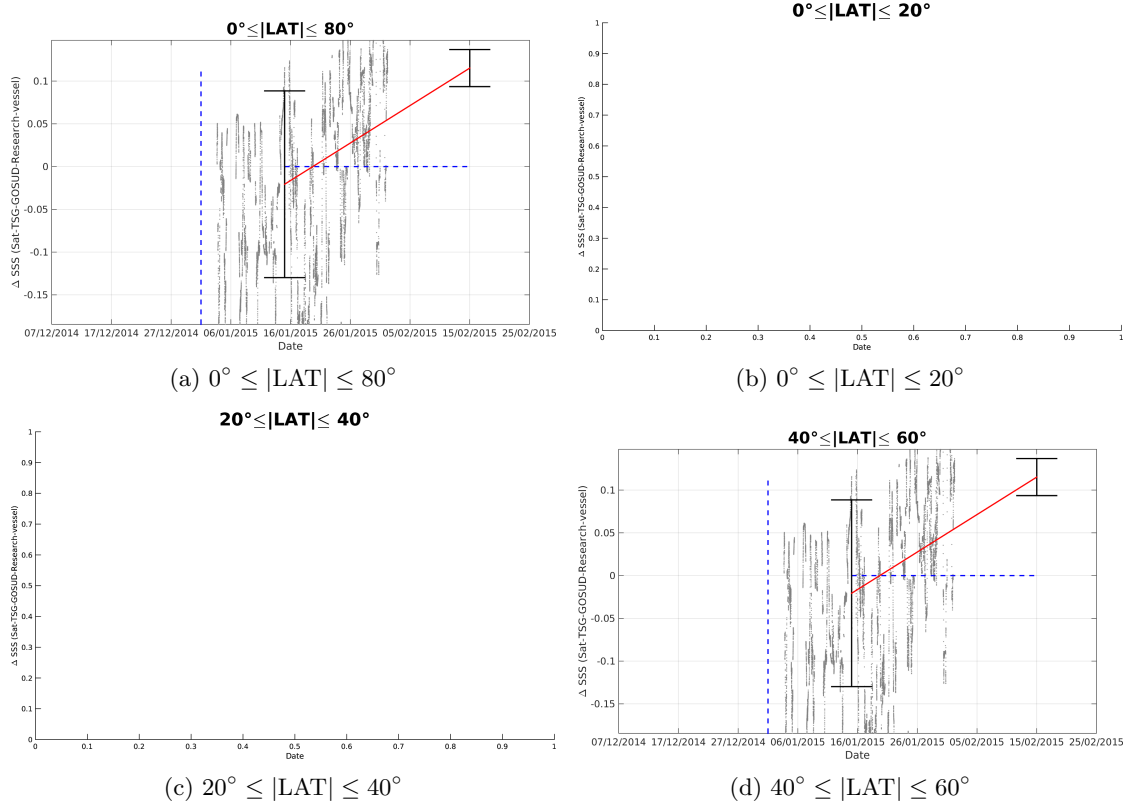 0°≤|LAT|≤ 80°
Δ SSS (Sat-TSG-GOSUD-Research-vessel)
0.1
0.05
0
-0.05
-0.1
-0.15
07/12/2014 17/12/2014 27/12/2014 06/01/2015 16/01/2015 26/01/2015 05/02/2015 15/02/2015 25/02/2015
Date
(a) 0° ≤ |LAT| ≤ 80°
0°≤|LAT|≤ 20°
Δ SSS (Sat-TSG-GOSUD-Research-vessel)
1
0.9
0.8
0.7
0.6
0.5
0.4
0.3
0.2
0.1
0
0 0.1 0.2 0.3 0.4 0.5 0.6 0.7 0.8 0.9 1
Date
(b) 0° ≤ |LAT| ≤ 20°
20°≤|LAT|≤ 40°
Δ SSS (Sat-TSG-GOSUD-Research-vessel)
1
0.9
0.8
0.7
0.6
0.5
0.4
0.3
0.2
0.1
0
0 0.1 0.2 0.3 0.4 0.5 0.6 0.7 0.8 0.9 1
Date
(c) 20° ≤ |LAT| ≤ 40°
40°≤|LAT|≤ 60°
Δ SSS (Sat-TSG-GOSUD-Research-vessel)
0.1
0.05
0
-0.05
-0.1
-0.15
07/12/2014 17/12/2014 27/12/2014 06/01/2015 16/01/2015 26/01/2015 05/02/2015 15/02/2015 25/02/2015
Date
(d) 40° ≤ |LAT| ≤ 60°